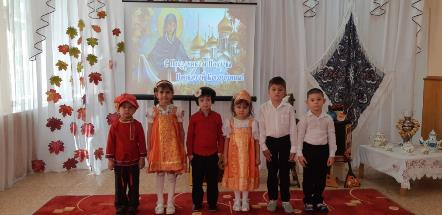 С Праздником Покрова
Пресвятой Богородицы!